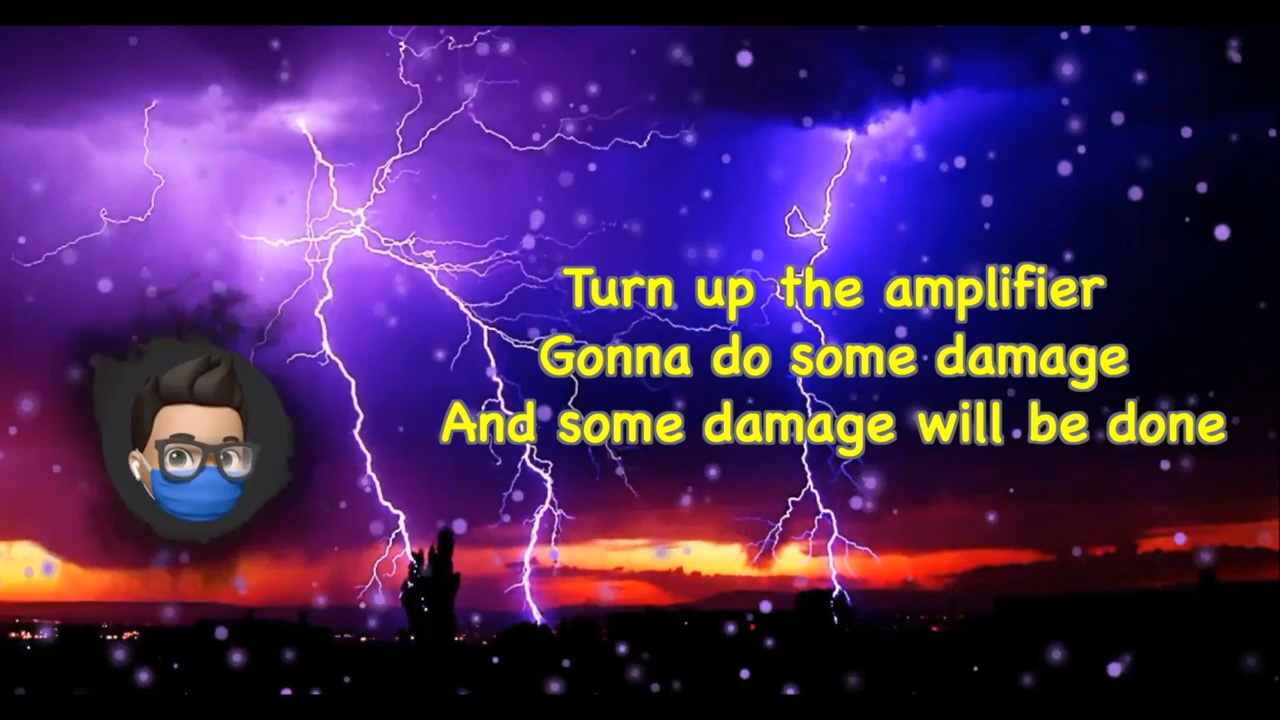 Turn up the amplifier
Gonna do some damage
And some damage will be done